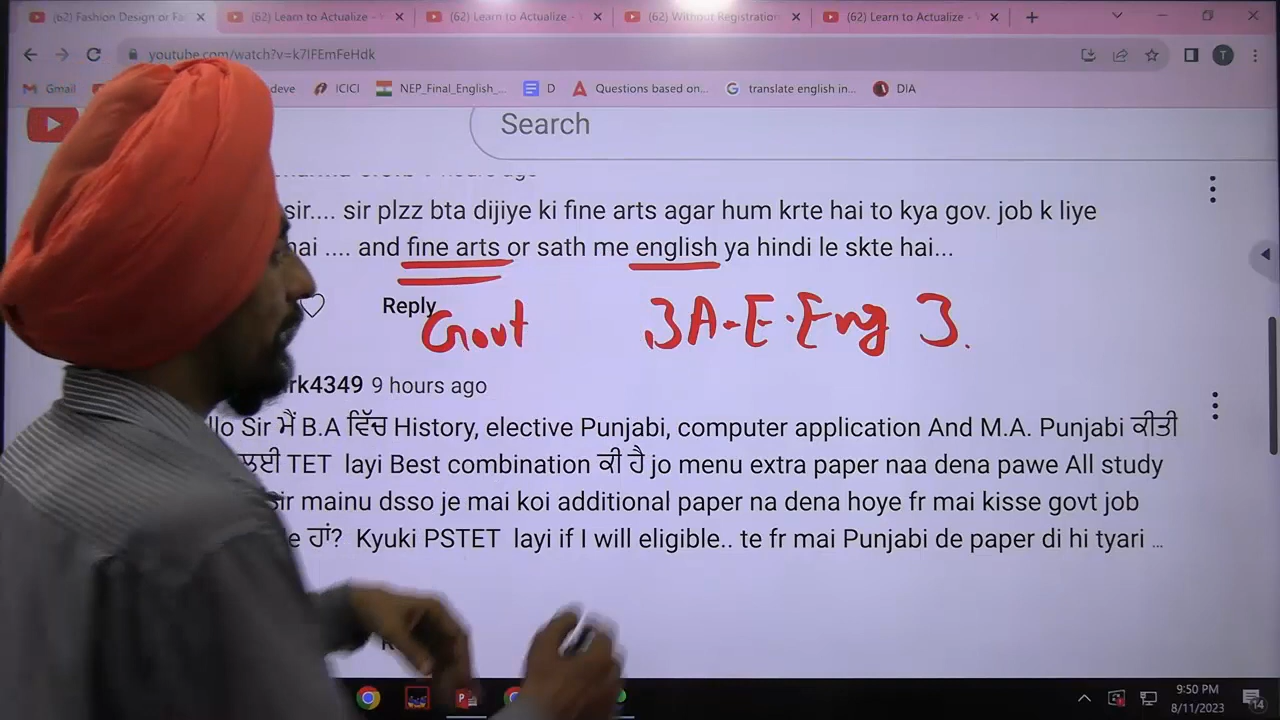 (62) Fashion Design or Fa
(62) Learn to Actualize -
(62) Learn to Actualize -
(62) Without Registration
(62) Learn to Actualize -
youtube.com/watch?v=k7lFEmFeHdk
Gmail
deve
ICICI
NEP_Final_English_...
D
Questions based on...
translate english in...
DIA
Search
hours ago
sir.... sir plzz bta dijiye ki fine arts agar hum krte hai to kya gov. job k liye
hai .... and fine arts or sath me english ya hindi le skte hai...
Reply
Govt
Eng
rk4349 9 hours ago
Sir ਮੈਂ B.A ਵਿੱਚ History, elective Punjabi, computer application And M.A. Punjabi ਕੀਤੀ
ਲਈ TET layi Best combination ਕੀ ਹੈ jo menu extra paper naa dena pawe All study
Sir mainu dsso je mai koi additional paper na dena hoye fr mai kisse govt job
ਹਾਂ? Kyuki PSTET layi if I will eligible.. te fr mai Punjabi de paper di hi tyari ...
9:50 PM
8/11/2023
14